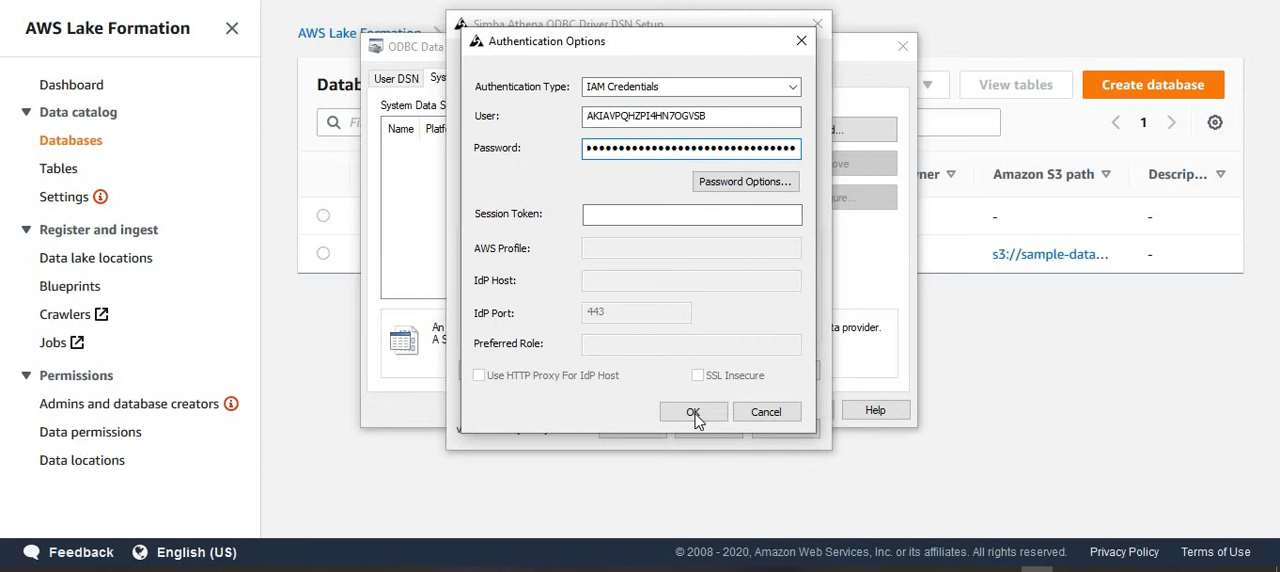 AWS Lake Formation
Dashboard
Data catalog
Databases
Tables
Settings
Register and ingest
Data lake locations
Blueprints
Crawlers
Jobs
Permissions
Admins and database creators
Data permissions
Data locations
AWS Lake Formation
Simba Athena ODBC Driver DSN Setup
ODBC Data
User DSN
Sys
System Data S
Name
Platf
An
A S
ta provider.
Help
Authentication Options
Authentication Type:
IAM Credentials
User:
AKIAVPQHZPI4HN7OGVSB
Password:
••••••••••••••••••••••••••••••••
Password Options...
Session Token:
AWS Profile:
IdP Host:
IdP Port:
443
Preferred Role:
Use HTTP Proxy For IdP Host
SSL Insecure
OK
Cancel
View tables
Create database
1
Amazon S3 path
Descrip...
-
-
s3://sample-data...
-
Feedback
English (US)
© 2008 - 2020, Amazon Web Services, Inc. or its affiliates. All rights reserved.
Privacy Policy
Terms of Use